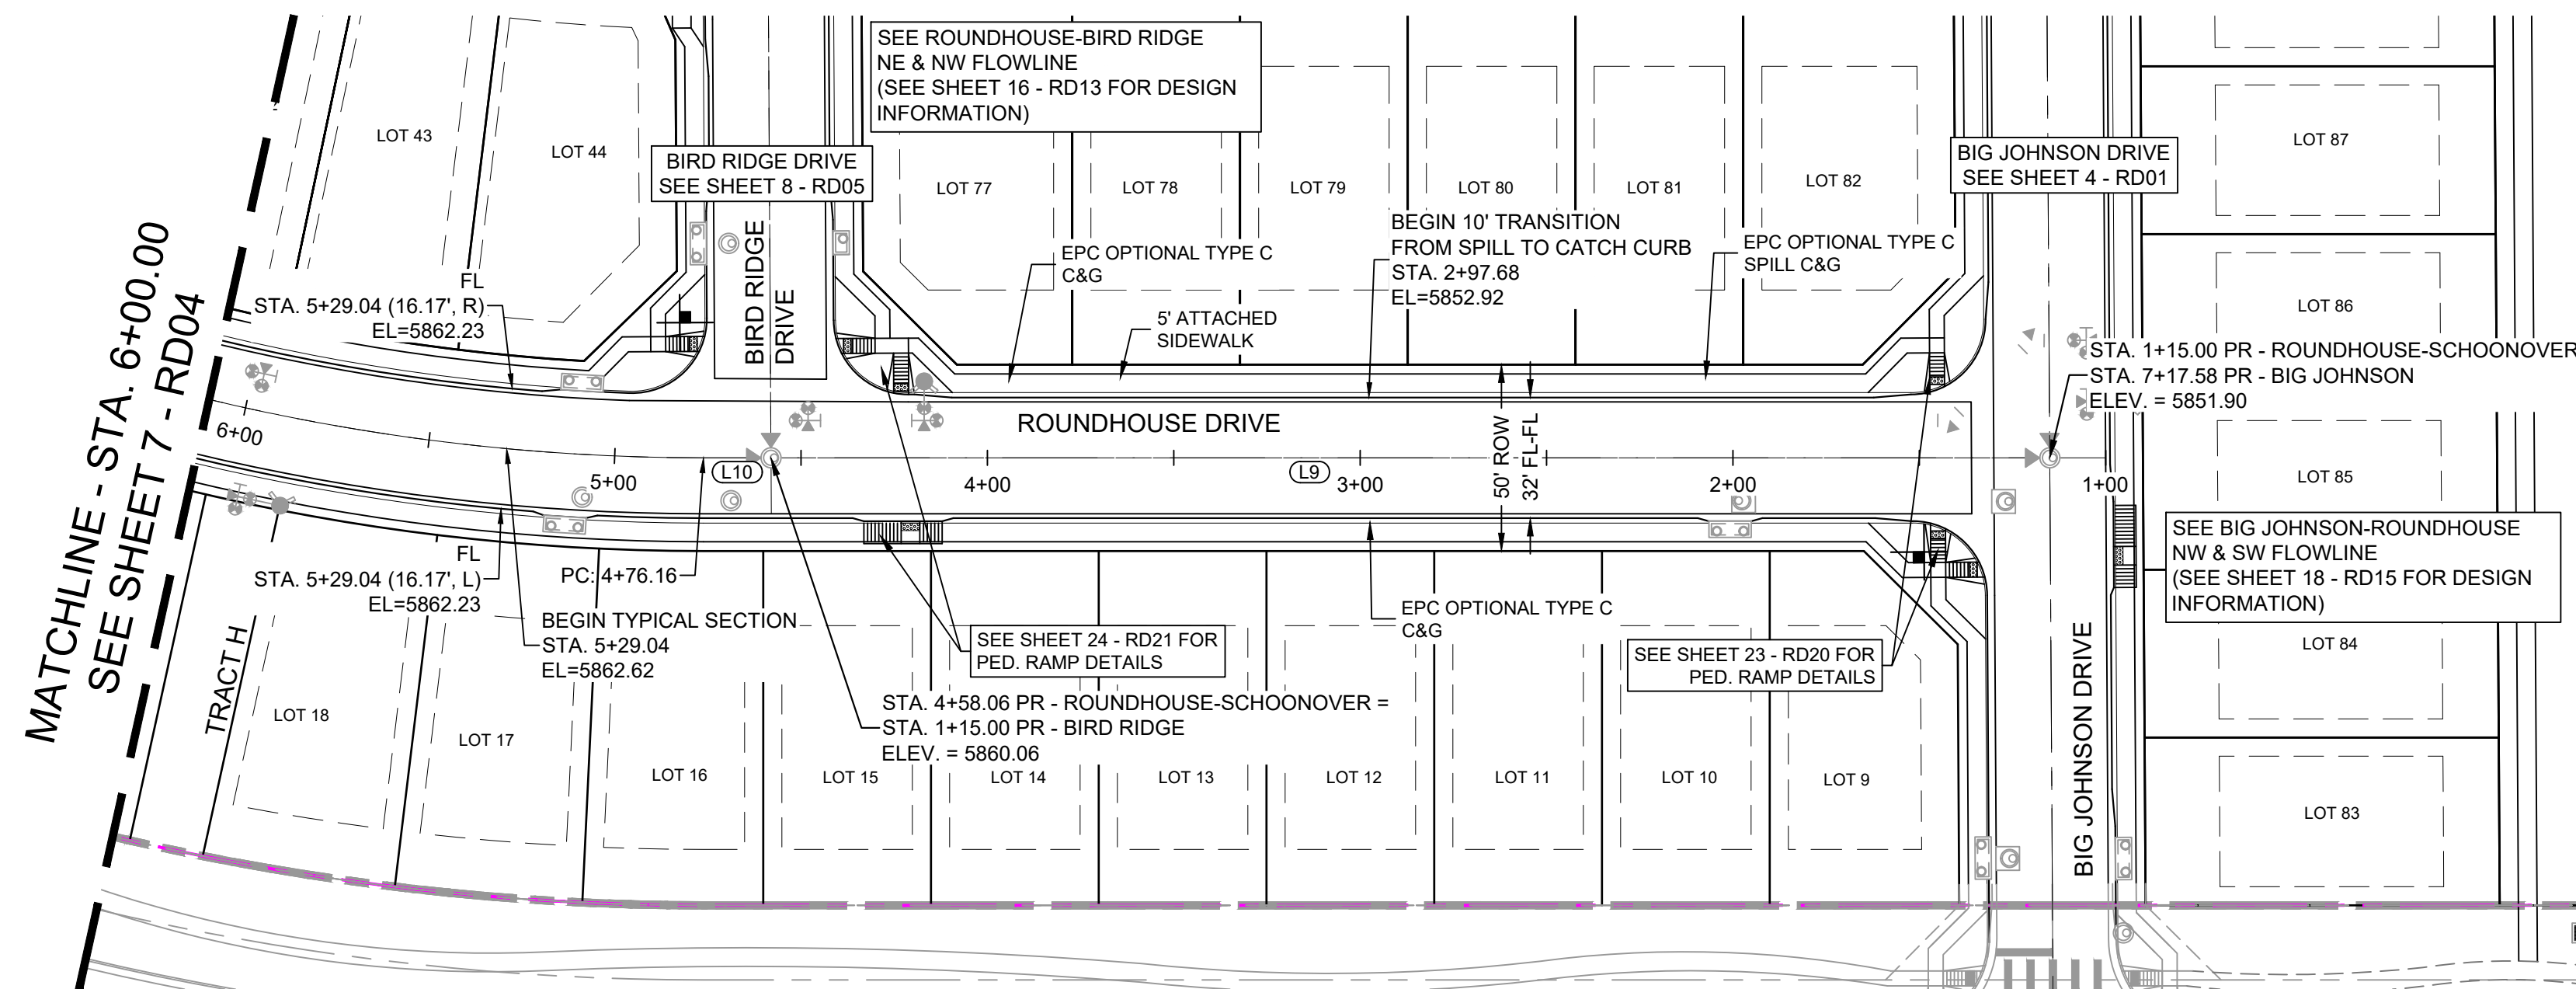 SEE ROUNDHOUSE-BIRD RIDGE
NE & NW FLOWLINE
(SEE SHEET 16 - RD13 FOR DESIGN
INFORMATION)
LOT 43
LOT 44
BIRD RIDGE DRIVE
SEE SHEET 8 - RD05
LOT 77
LOT 78
LOT 79
LOT 80
LOT 81
LOT 82
BIG JOHNSON DRIVE
SEE SHEET 4 - RD01
LOT 87
LOT 86
LOT 85
LOT 84
LOT 83
MATCHLINE - STA. 6+00.00
SEE SHEET 7 - RD04
FL
STA. 5+29.04 (16.17', R)
EL=5862.23
BIRD RIDGE
DRIVE
EPC OPTIONAL TYPE C
C&G
5' ATTACHED
SIDEWALK
BEGIN 10' TRANSITION
FROM SPILL TO CATCH CURB
STA. 2+97.68
EL=5852.92
EPC OPTIONAL TYPE C
SPILL C&G
STA. 1+15.00 PR - ROUNDHOUSE-SCHOONOVER
STA. 7+17.58 PR - BIG JOHNSON
ELEV. = 5851.90
ROUNDHOUSE DRIVE
50' ROW
32' FL-FL
6+00
5+00
L10
4+00
L9
3+00
2+00
1+00
SEE BIG JOHNSON-ROUNDHOUSE
NW & SW FLOWLINE
(SEE SHEET 18 - RD15 FOR DESIGN
INFORMATION)
FL
STA. 5+29.04 (16.17', L)
EL=5862.23
PC: 4+76.16
BEGIN TYPICAL SECTION
STA. 5+29.04
EL=5862.62
EPC OPTIONAL TYPE C
C&G
SEE SHEET 24 - RD21 FOR
PED. RAMP DETAILS
SEE SHEET 23 - RD20 FOR
PED. RAMP DETAILS
STA. 4+58.06 PR - ROUNDHOUSE-SCHOONOVER =
STA. 1+15.00 PR - BIRD RIDGE
ELEV. = 5860.06
BIG JOHNSON DRIVE
TRACT H
LOT 18
LOT 17
LOT 16
LOT 15
LOT 14
LOT 13
LOT 12
LOT 11
LOT 10
LOT 9